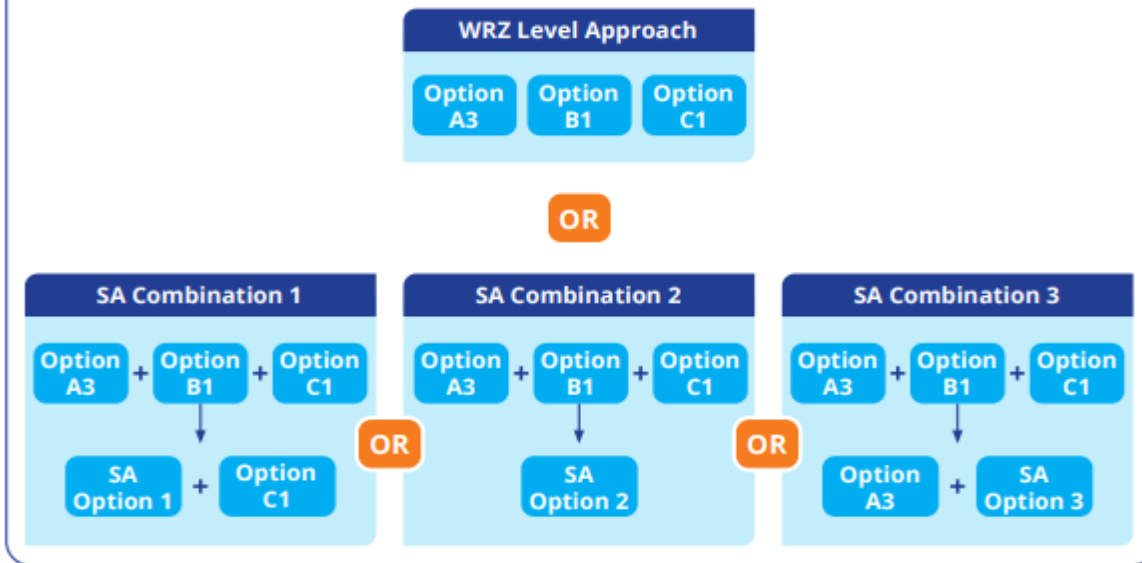 WRZ Level Approach
Option A3
Option B1
Option C1
OR
SA Combination 1
Option A3 + Option B1 + Option C1
SA Option 1 + Option C1
OR
SA Combination 2
Option A3 + Option B1 + Option C1
SA Option 2
OR
SA Combination 3
Option A3 + Option B1 + Option C1
Option A3 + SA Option 3